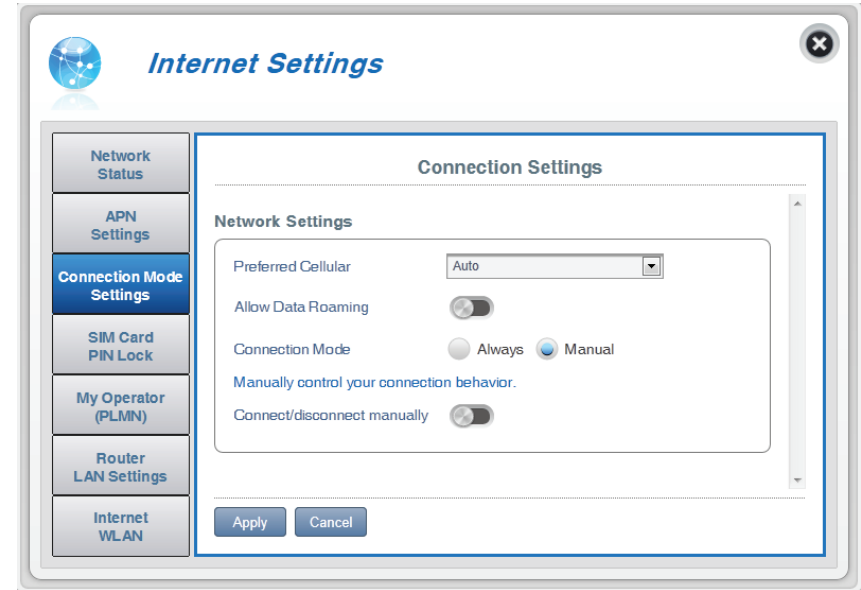 Internet Settings
Network
Status
APN
Settings
Connection Mode
Settings
SIM Card
PIN Lock
My Operator
(PLMN)
Router
LAN Settings
Internet
WLAN
Connection Settings
Network Settings
Preferred Cellular
Auto
Allow Data Roaming
Connection Mode
Always
Manual
Manually control your connection behavior.
Connect/disconnect manually
Apply
Cancel